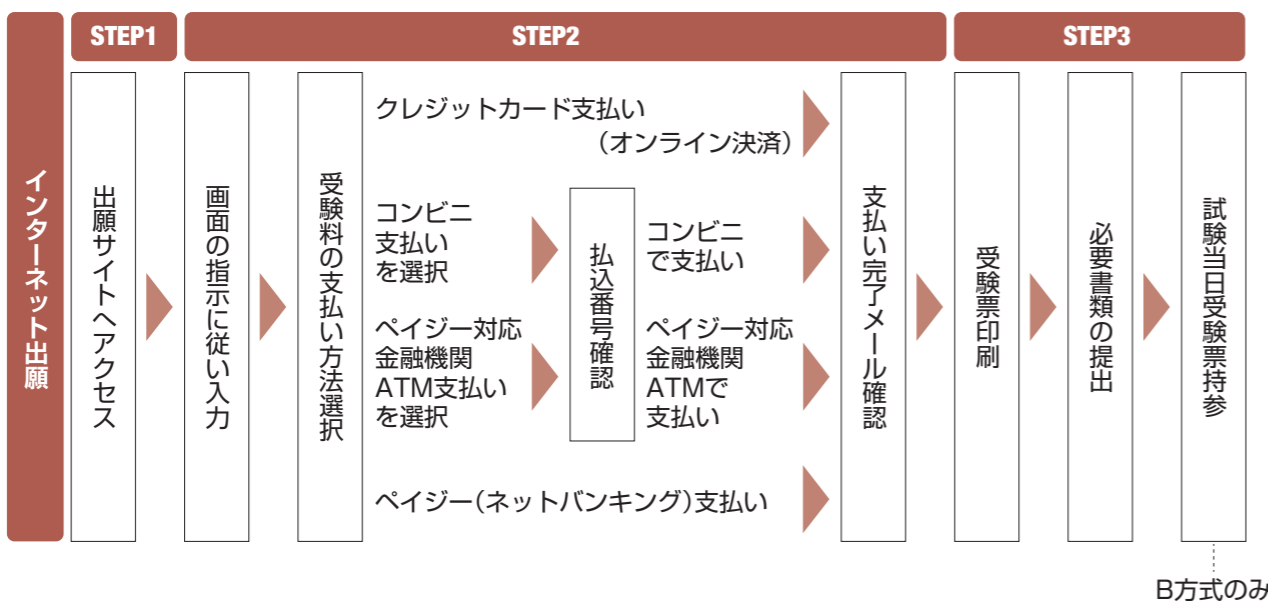 STEP1
STEP2
STEP3
インターネット出願
出願サイトへアクセス
画面の指示に従い入力
受験料の支払い方法選択
クレジットカード支払い
（オンライン決済）
コンビニ
支払い
を選択
ペイジー対応
金融機関
ATM支払い
を選択
払込番号確認
コンビニ
で支払い
ペイジー対応
金融機関
ATMで
支払い
ペイジー（ネットバンキング）支払い
支払い完了メール確認
受験票印刷
必要書類の提出
試験当日受験票持参
B方式のみ